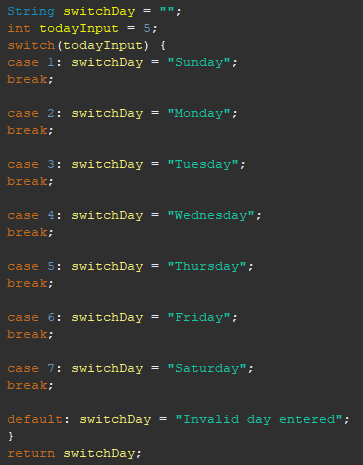 String switchDay = "";
int todayInput = 5;
switch(todayInput) {
case 1: switchDay = "Sunday";
break;

case 2: switchDay = "Monday";
break;

case 3: switchDay = "Tuesday";
break;

case 4: switchDay = "Wednesday";
break;

case 5: switchDay = "Thursday";
break;

case 6: switchDay = "Friday";
break;

case 7: switchDay = "Saturday";
break;

default: switchDay = "Invalid day entered";
}
return switchDay;